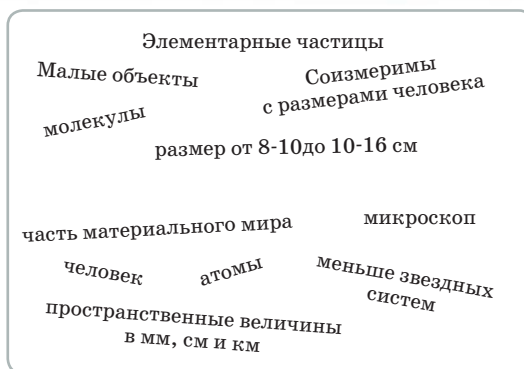 Элементарные частицы
Малые объекты
Соизмеримы
с размерами человека
молекулы
размер от 8-10до 10-16 см
часть материального мира
микроскоп
человек
атомы
меньше звездных
систем
пространственные величины
в мм, см и км